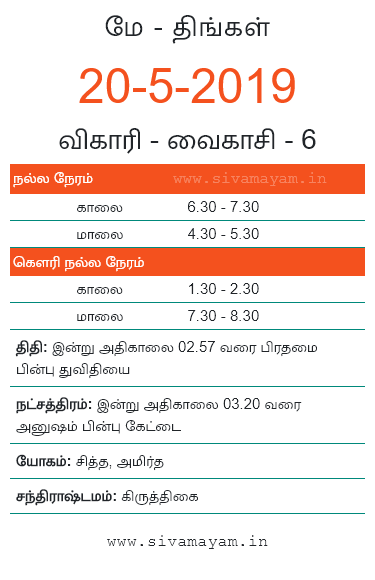 மே - திங்கள்
20-5-2019
விகாரி - வைகாசி - 6
நல்ல நேரம் www.sivamayam.in
காலை 6.30 - 7.30
மாலை 4.30 - 5.30
கௌரி நல்ல நேரம்
காலை 1.30 - 2.30
மாலை 7.30 - 8.30
திதி: இன்று அதிகாலை 02.57 வரை பிரதமை
பின்பு துவிதியை
நட்சத்திரம்: இன்று அதிகாலை 03.20 வரை
அனுஷம் பின்பு கேட்டை
யோகம்: சித்த, அமிர்த
சந்திராஷ்டமம்: கிருத்திகை
www.sivamayam.in